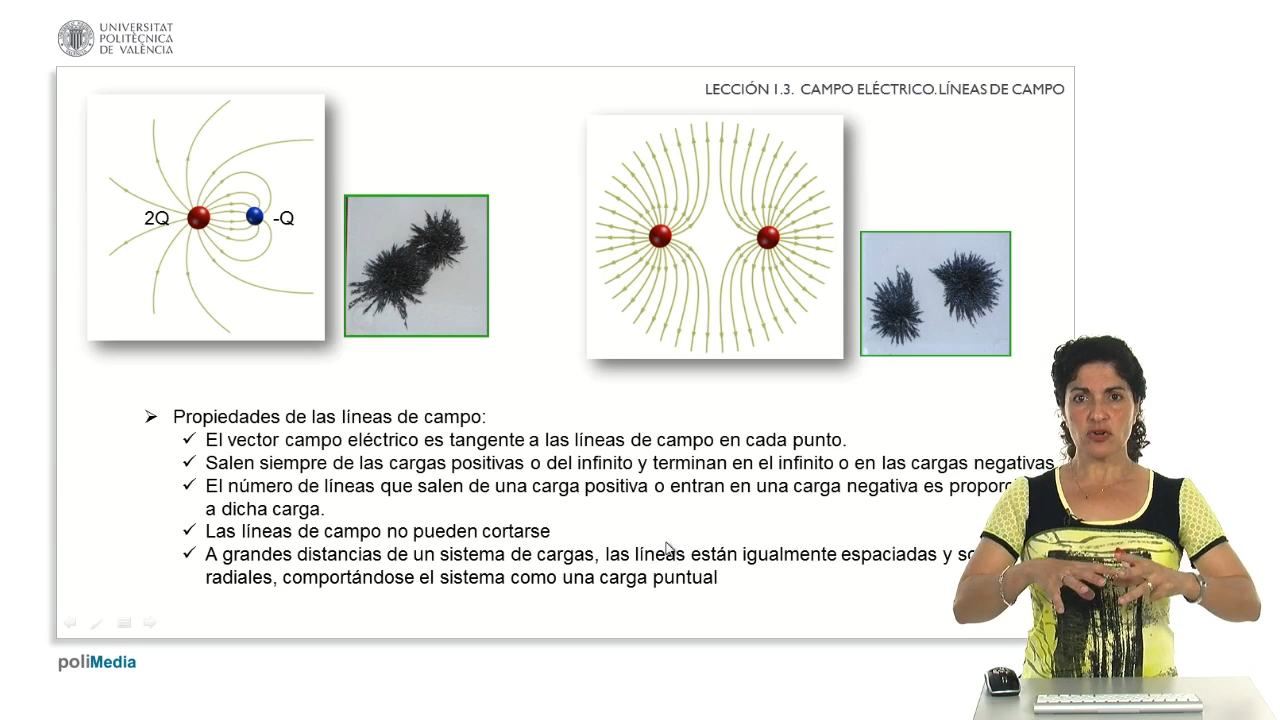 UNIVERSITAT
POLITÈCNICA
DE VALÈNCIA
LECCIÓN 1.3. CAMPO ELÉCTRICO. LÍNEAS DE CAMPO
2Q
-Q
➢ Propiedades de las líneas de campo:
✓ El vector campo eléctrico es tangente a las líneas de campo en cada punto.
✓ Salen siempre de las cargas positivas o del infinito y terminan en el infinito o en las cargas negativas
✓ El número de líneas que salen de una carga positiva o entran en una carga negativa es
a dicha carga.
✓ Las líneas de campo no pueden cortarse
✓ A grandes distancias de un sistema de cargas, las líneas están igualmente espaciadas y
radiales, comportándose el sistema como una carga puntual
poliMedia